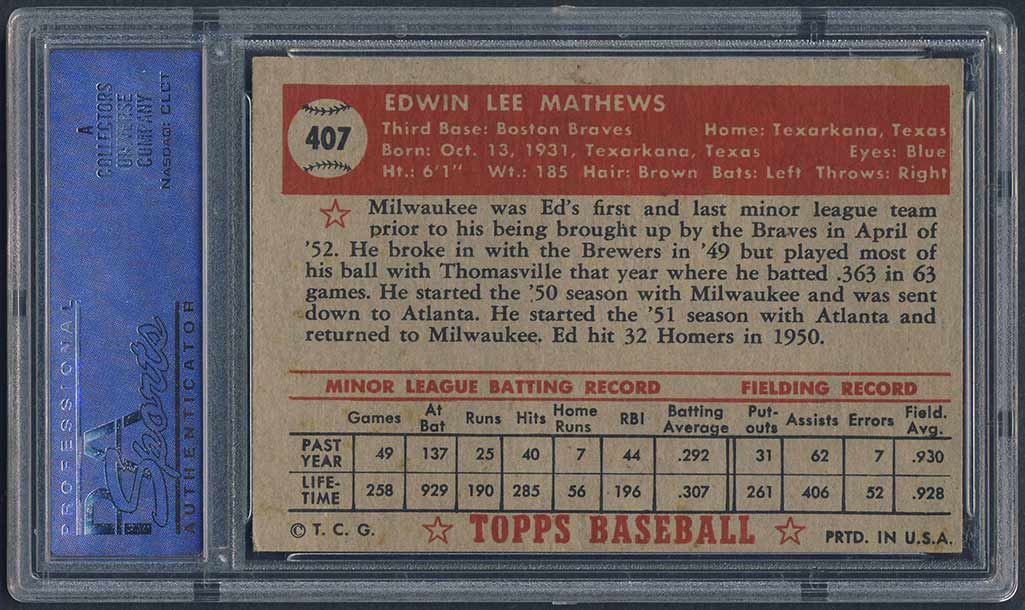 A
COLLECTORS
UNIVERSE
COMPANY
NASDAQ: CLCT
PROFESSIONAL
PSA
Sports
AUTHENTICATOR
407
EDWIN LEE MATHEWS
Third Base: Boston Braves Home: Texarkana, Texas
Born: Oct. 13, 1931, Texarkana, Texas Eyes: Blue
Ht.: 6'1" Wt.: 185 Hair: Brown Bats: Left Throws: Right
Milwaukee was Ed's first and last minor league team
prior to his being brought up by the Braves in April of
'52. He broke in with the Brewers in '49 but played most of
his ball with Thomasville that year where he batted .363 in 63
games. He started the '50 season with Milwaukee and was sent
down to Atlanta. He started the '51 season with Atlanta and
returned to Milwaukee. Ed hit 32 Homers in 1950.
MINOR LEAGUE BATTING RECORD FIELDING RECORD
Games At Bat Runs Hits Home Runs RBI Batting Average Put-outs Assists Errors Field. Avg.
PAST YEAR 49 137 25 40 7 44 .292 31 62 7 .930
LIFE-TIME 258 929 190 285 56 196 .307 261 406 52 .928
© T. C. G. TOPPS BASEBALL PRTD. IN U.S.A.